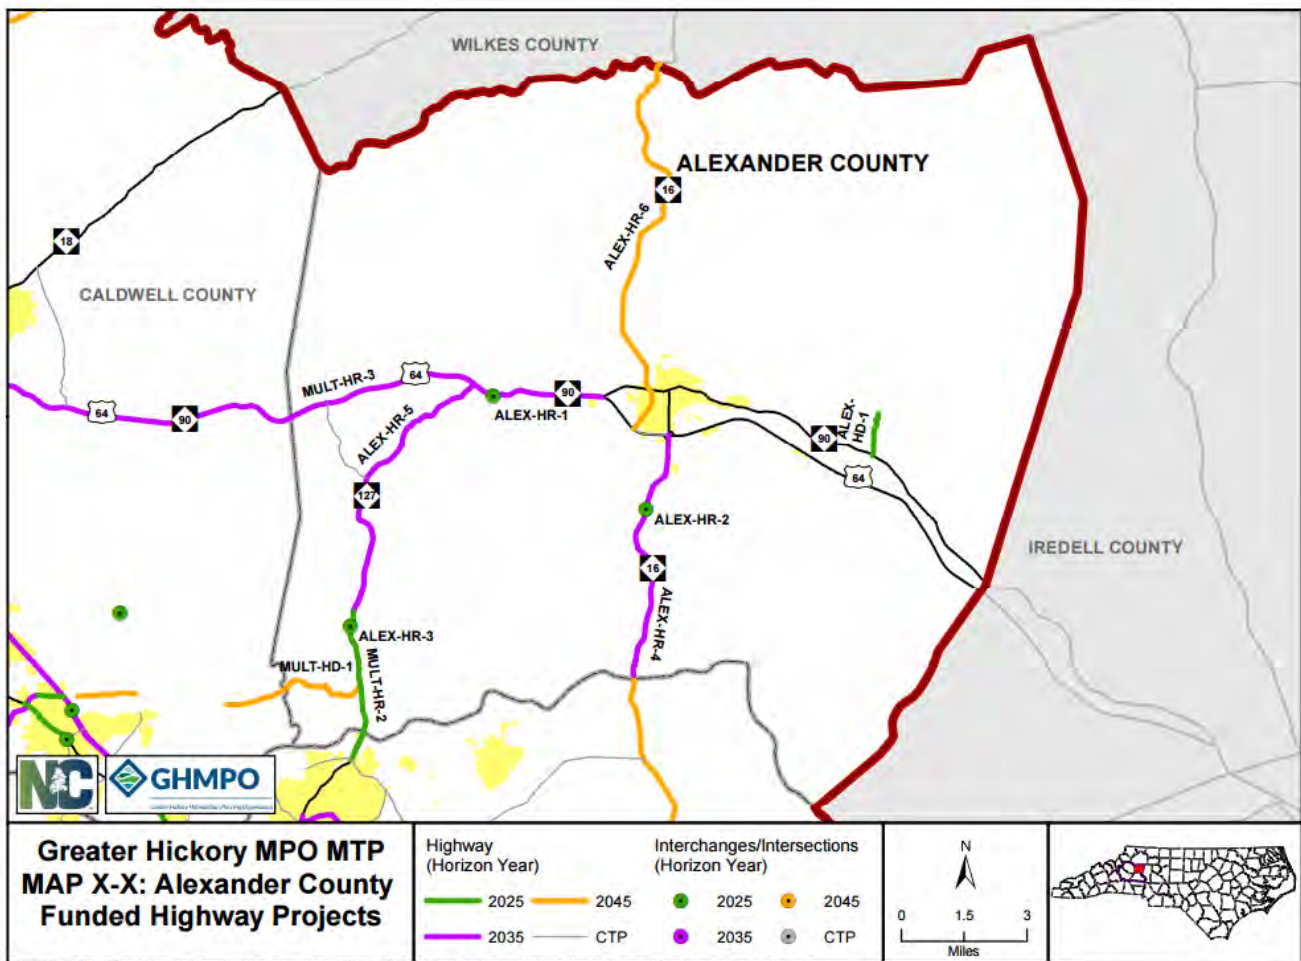 WILKES COUNTY
ALEXANDER COUNTY
16
ALEX-HR-6
18
CALDWELL COUNTY
MULT-HR-3
64
64
90
90
ALEX-HR-1
ALEX-HR-5
ALEX-
HD-1
90
64
127
ALEX-HR-2
IREDELL COUNTY
16
ALEX-HR-4
ALEX-HR-3
MULT-HD-1
MULT-HR-2
NC
GHMPO
Greater Hickory MPO MTP
MAP X-X: Alexander County
Funded Highway Projects
Highway
(Horizon Year)
2025
2045
2035
CTP
Interchanges/Intersections
(Horizon Year)
2025
2045
2035
CTP
N
0 1.5 3
Miles